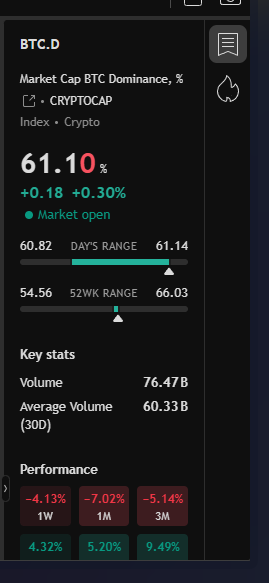 BTC.D
Market Cap BTC Dominance, %
• CRYPTOCAP
Index • Crypto
61.10%
+0.18 +0.30%
Market open
60.82 DAY'S RANGE 61.14
54.56 52WK RANGE 66.03
Key stats
Volume 76.47B
Average Volume (30D) 60.33B
Performance
−4.13% −7.02% −5.14%
1W 1M 3M
4.32% 5.20% 9.49%